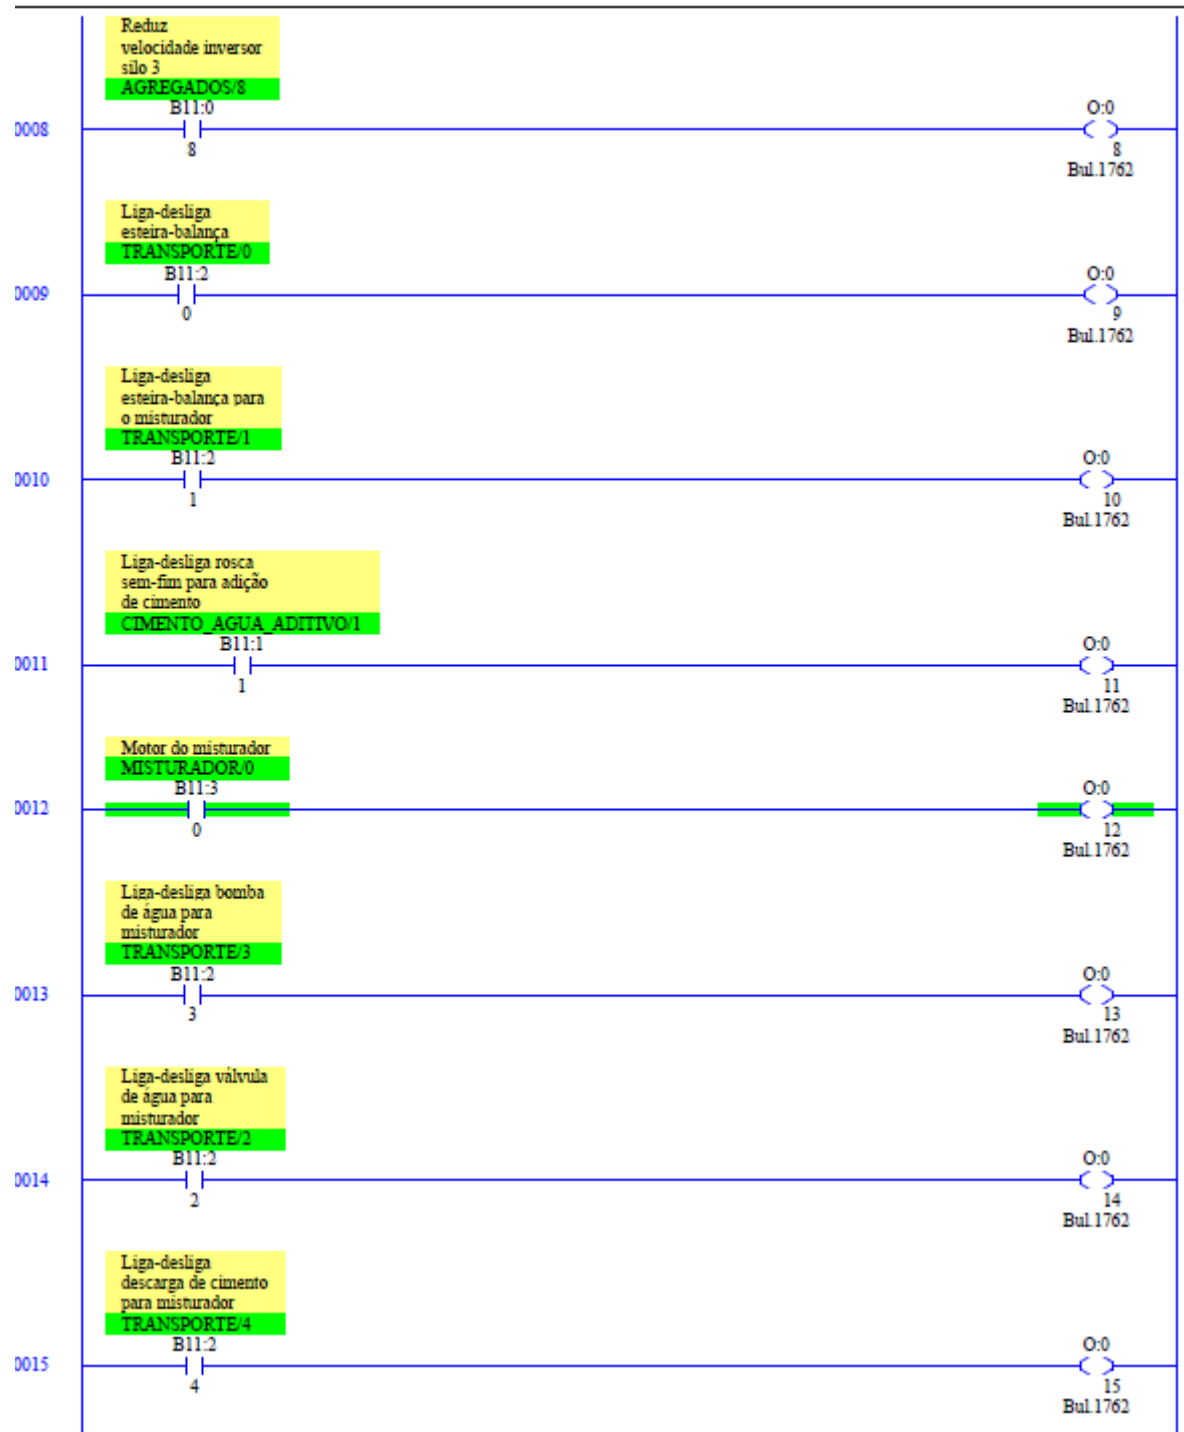 Reduz
velocidade inversor
silo 3
AGREGADOS/8
B11:0
O:0
0008
8
8
Bul.1762
Liga-desliga
esteira-balança
TRANSPORTE/0
B11:2
O:0
0009
0
9
Bul.1762
Liga-desliga
esteira-balança para
o misturador
TRANSPORTE/1
B11:2
O:0
0010
1
10
Bul.1762
Liga-desliga rosca
sem-fim para adição
de cimento
CIMENTO_AGUA_ADITIVO/1
B11:1
O:0
0011
1
11
Bul.1762
Motor do misturador
MISTURADOR/0
B11:3
O:0
0012
0
12
Bul.1762
Liga-desliga bomba
de água para
misturador
TRANSPORTE/3
B11:2
O:0
0013
3
13
Bul.1762
Liga-desliga válvula
de água para
misturador
TRANSPORTE/2
B11:2
O:0
0014
2
14
Bul.1762
Liga-desliga
descarga de cimento
para misturador
TRANSPORTE/4
B11:2
O:0
0015
4
15
Bul.1762